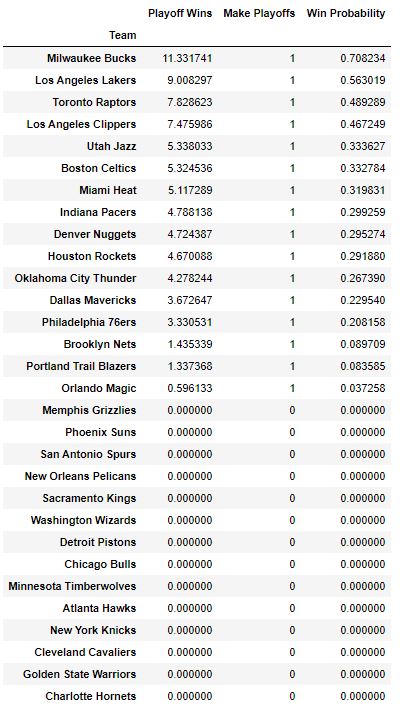 Playoff Wins Make Playoffs Win Probability
Team
Milwaukee Bucks 11.331741 1 0.708234
Los Angeles Lakers 9.008297 1 0.563019
Toronto Raptors 7.828623 1 0.489289
Los Angeles Clippers 7.475986 1 0.467249
Utah Jazz 5.338033 1 0.333627
Boston Celtics 5.324536 1 0.332784
Miami Heat 5.117289 1 0.319831
Indiana Pacers 4.788138 1 0.299259
Denver Nuggets 4.724387 1 0.295274
Houston Rockets 4.670088 1 0.291880
Oklahoma City Thunder 4.278244 1 0.267390
Dallas Mavericks 3.672647 1 0.229540
Philadelphia 76ers 3.330531 1 0.208158
Brooklyn Nets 1.435339 1 0.089709
Portland Trail Blazers 1.337368 1 0.083585
Orlando Magic 0.596133 1 0.037258
Memphis Grizzlies 0.000000 0 0.000000
Phoenix Suns 0.000000 0 0.000000
San Antonio Spurs 0.000000 0 0.000000
New Orleans Pelicans 0.000000 0 0.000000
Sacramento Kings 0.000000 0 0.000000
Washington Wizards 0.000000 0 0.000000
Detroit Pistons 0.000000 0 0.000000
Chicago Bulls 0.000000 0 0.000000
Minnesota Timberwolves 0.000000 0 0.000000
Atlanta Hawks 0.000000 0 0.000000
New York Knicks 0.000000 0 0.000000
Cleveland Cavaliers 0.000000 0 0.000000
Golden State Warriors 0.000000 0 0.000000
Charlotte Hornets 0.000000 0 0.000000